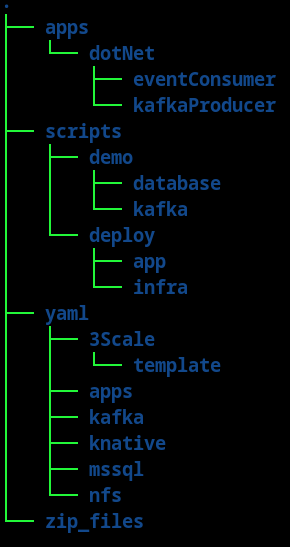 .
apps
dotNet
eventConsumer
kafkaProducer
scripts
demo
database
kafka
deploy
app
infra
yaml
3Scale
template
apps
kafka
knative
mssql
nfs
zip_files